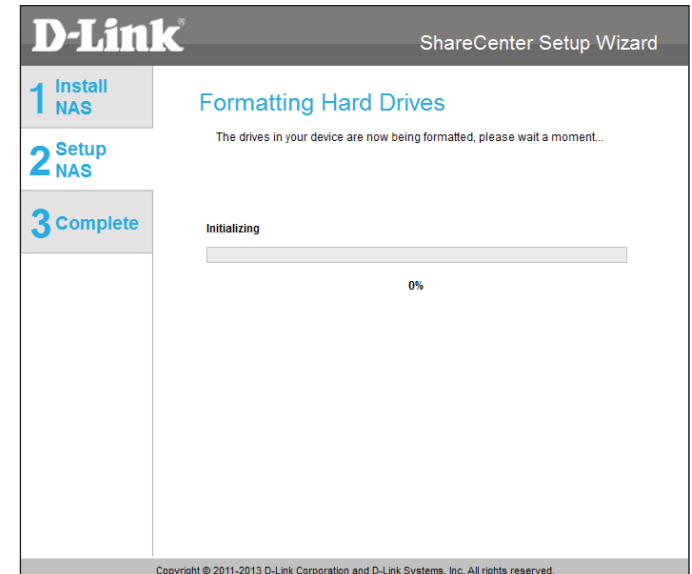 D-Link®
ShareCenter Setup Wizard
1 Install
NAS
2 Setup
NAS
3 Complete
Formatting Hard Drives
The drives in your device are now being formatted, please wait a moment...
Initializing
0%
Copyright © 2011-2013 D-Link Corporation and D-Link Systems, Inc. All rights reserved.